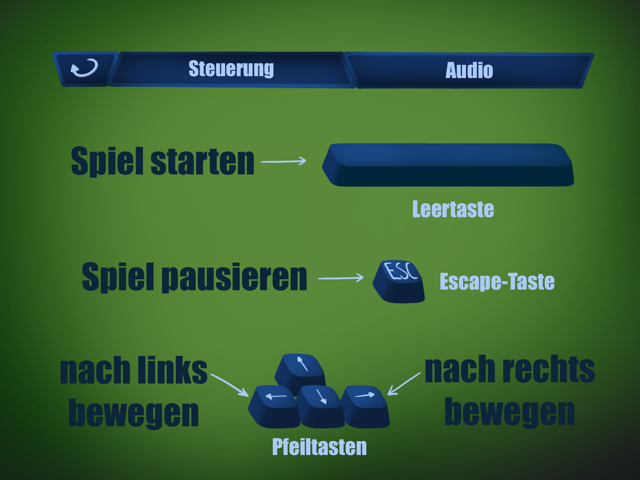 Steuerung
Audio
Spiel starten
Leertaste
Spiel pausieren
ESC
Escape-Taste
nach links
bewegen
nach rechts
bewegen
Pfeiltasten